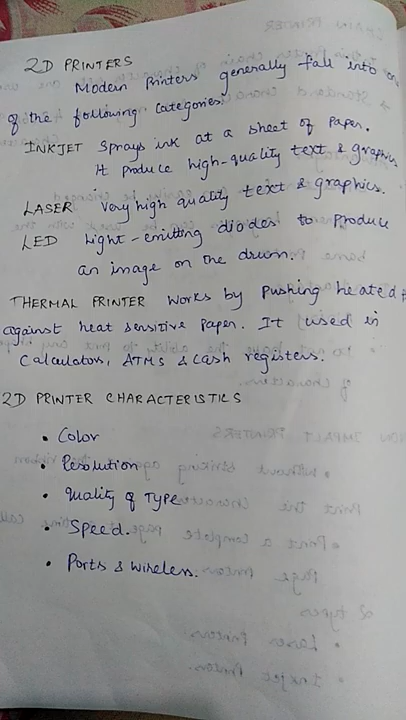 2D PRINTERS
Modern Printers generally fall into
of the following categories.
INKJET Sprays ink at a sheet of Paper.
It produce high-quality text & graphics
LASER Very high quality text & graphics.
LED Light-emitting diodes to produce
an image on the drum.
THERMAL PRINTER Works by pushing heated
against heat sensitive Paper. It used in
Calculators, ATMs & cash registers.
2D PRINTER CHARACTERISTICS
• Color
• Resolution
• Quality of TYPE
• Speed.
• Ports & wireless.